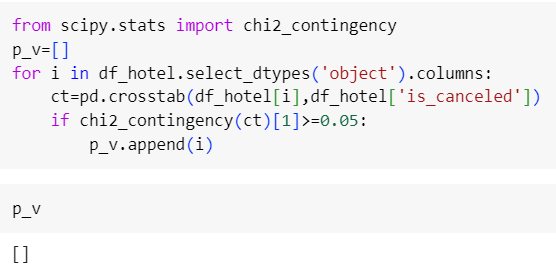 from scipy.stats import chi2_contingency
p_v=[]
for i in df_hotel.select_dtypes('object').columns:
    ct=pd.crosstab(df_hotel[i],df_hotel['is_canceled'])
    if chi2_contingency(ct)[1]>=0.05:
        p_v.append(i)
p_v
[]